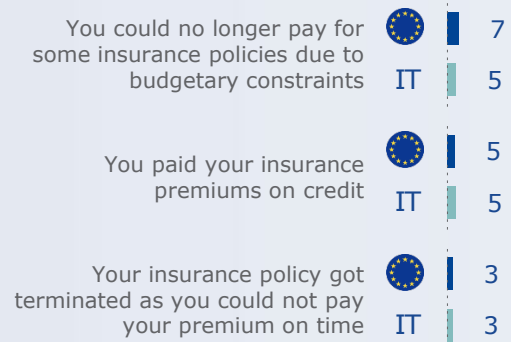 You could no longer pay for
some insurance policies due to
budgetary constraints
7
IT 5
You paid your insurance
premiums on credit
5
IT 5
Your insurance policy got
terminated as you could not pay
your premium on time
3
IT 3